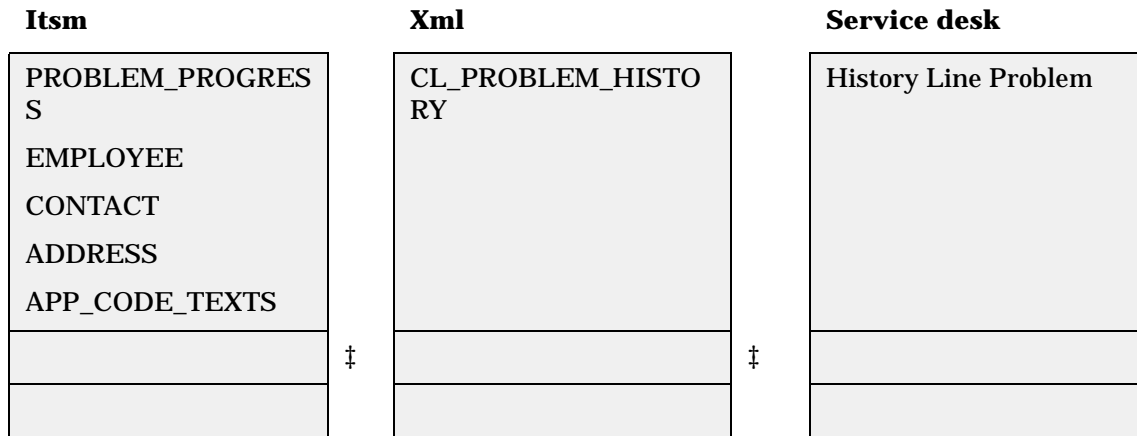 Itsm Xml Service desk
PROBLEM_PROGRES CL_PROBLEM_HISTO History Line Problem
S RY
EMPLOYEE
CONTACT
ADDRESS
APP_CODE_TEXTS
‡ ‡